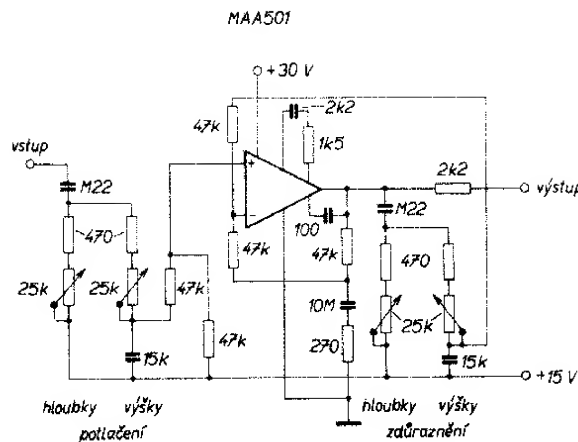 MAA501
+30 V
2k2
47k
1k5
vstup
M22
+
2k2
výstup
-
100
M22
470
47k
47k
470
25k
25k
47k
10M
25k
47k
270
15k
15k
+15 V
hloubky
výšky
hloubky
výšky
potlačení
zdůraznění